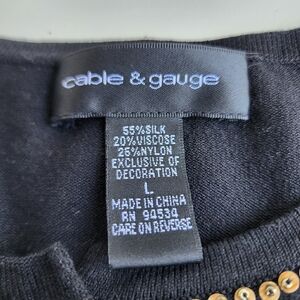 cable & gauge
55%SILK
20%VISCOSE
25%NYLON
EXCLUSIVE OF
DECORATION
L
MADE IN CHINA
RN 94534
CARE ON REVERSE